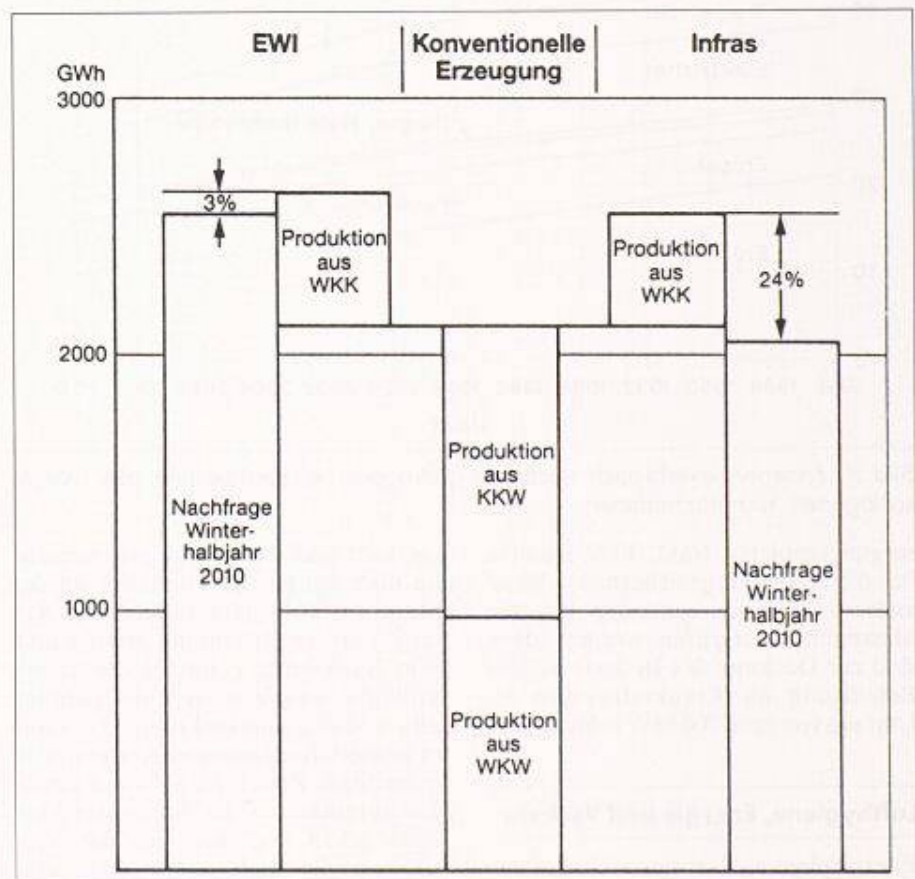 EWI
Konventionelle
Erzeugung
Infras
GWh
3000
3%
Produktion
aus
WKK
Produktion
aus
WKK
24%
2000
Produktion
aus
KKW
Nachfrage
Winter-
halbjahr
2010
Nachfrage
Winter-
halbjahr
2010
1000
Produktion
aus
WKW